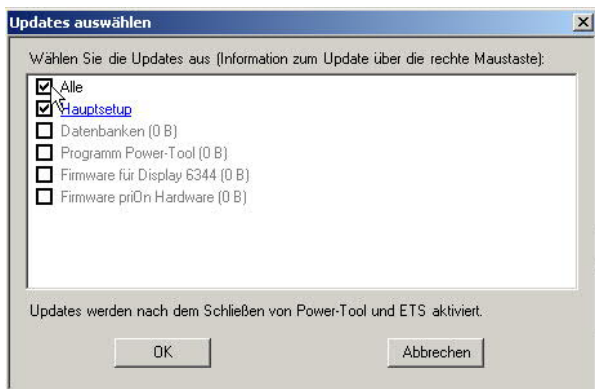 Updates auswählen
Wählen Sie die Updates aus (Information zum Update über die rechte Maustaste):
Alle
Hauptsetup
Datenbanken (0 B)
Programm Power-Tool (0 B)
Firmware für Display 6344 (0 B)
Firmware priOn Hardware (0 B)
Updates werden nach dem Schließen von Power-Tool und ETS aktiviert.
OK
Abbrechen